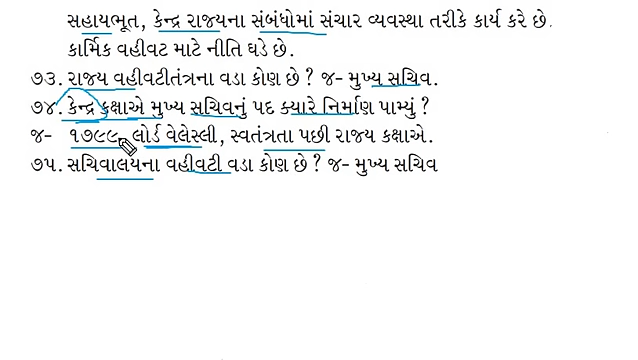 સહાયભૂત, કેન્દ્ર રાજ્યના સંબંધોમાં સંચાર વ્યવસ્થા તરીકે કાર્ય કરે છે.
કાર્મિક વહીવટ માટે નીતિ ઘડે છે.
૭૩. રાજ્ય વહીવટીતંત્રના વડા કોણ છે ? જ- મુખ્ય સચિવ.
૭૪. કેન્દ્ર કક્ષાએ મુખ્ય સચિવનું પદ ક્યારે નિર્માણ પામ્યું ?
જ- ૧૭૯૯, લોર્ડ વેલેસ્લી, સ્વતંત્રતા પછી રાજ્ય કક્ષાએ.
૭૫. સચિવાલયના વહીવટી વડા કોણ છે ? જ- મુખ્ય સચિવ